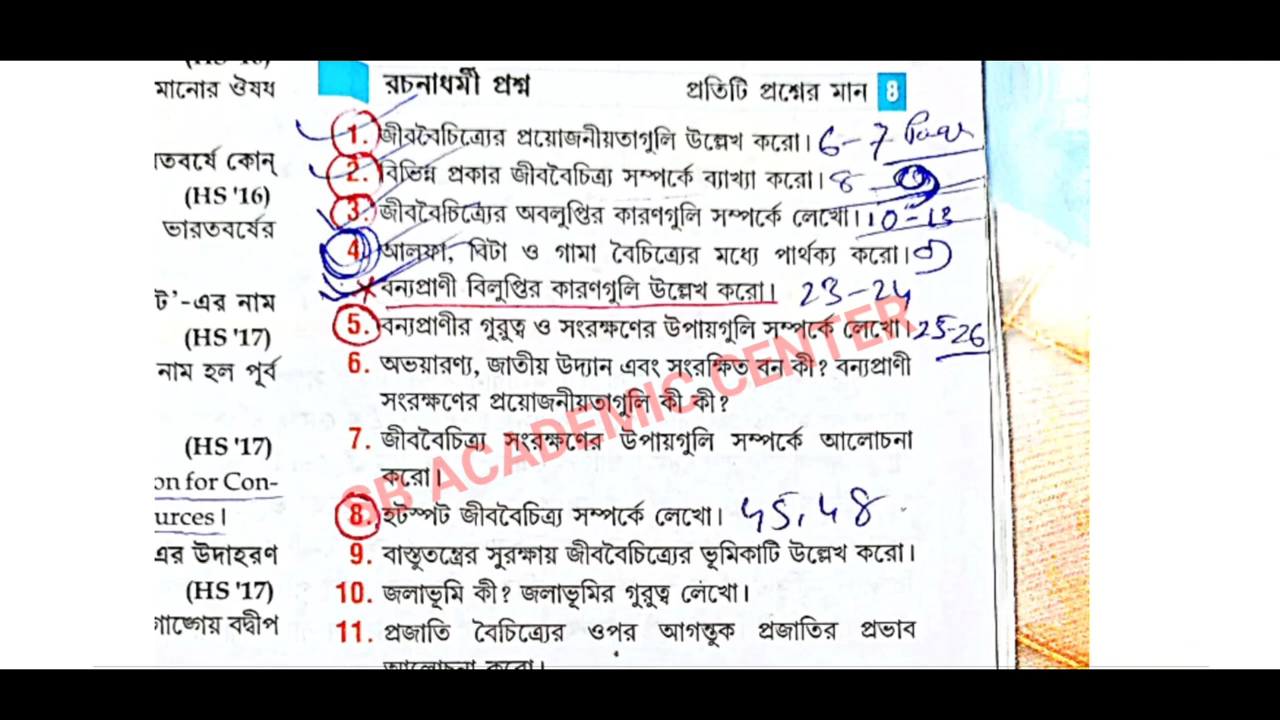 মানোর ঔষধ
রচনাধর্মী প্রশ্ন
প্রতিটি প্রশ্নের মান 8
1. জীববৈচিত্র্যের প্রয়োজনীয়তাগুলি উল্লেখ করো। 6-7
তবর্ষে কোন্
2. বিভিন্ন প্রকার জীববৈচিত্র্য সম্পর্কে ব্যাখ্যা করো। 8
(HS '16)
3. জীববৈচিত্র্যের অবলুপ্তির কারণগুলি সম্পর্কে লেখো। 10-13
ভারতবর্ষের
4. আলফা, বিটা ও গামা বৈচিত্র্যের মধ্যে পার্থক্য করো।
বন্যপ্রাণী বিলুপ্তির কারণগুলি উল্লেখ করো। 23-24
ট'-এর নাম
(HS '17)
5. বন্যপ্রাণীর গুরুত্ব ও সংরক্ষণের উপায়গুলি সম্পর্কে লেখো। 25-26
নাম হল পূর্ব
6. অভয়ারণ্য, জাতীয় উদ্যান এবং সংরক্ষিত বন কী? বন্যপ্রাণী
সংরক্ষণের প্রয়োজনীয়তাগুলি কী কী?
(HS '17)
7. জীববৈচিত্র্য সংরক্ষণের উপায়গুলি সম্পর্কে আলোচনা
করো।
on for Con-
urces।
8. হটস্পট জীববৈচিত্র্য সম্পর্কে লেখো। 45, 48
এর উদাহরণ
9. বাস্তুতন্ত্রের সুরক্ষায় জীববৈচিত্র্যের ভূমিকাটি উল্লেখ করো।
(HS '17)
10. জলাভূমি কী? জলাভূমির গুরুত্ব লেখো।
গাঙ্গেয় বদ্বীপ
11. প্রজাতি বৈচিত্র্যের ওপর আগন্তুক প্রজাতির প্রভাব
আলোচনা করো।
SB ACADEMIC CENTER